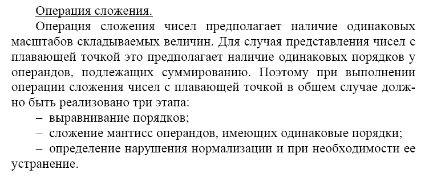 Операция сложения.
Операция сложения чисел предполагает наличие одинаковых
масштабов складываемых величин. Для случая представления чисел с
плавающей точкой это предполагает наличие одинаковых порядков у
операндов, подлежащих суммированию. Поэтому при выполнении
операции сложения чисел с плавающей точкой в общем случае долж-
но быть реализовано три этапа:
– выравнивание порядков;
– сложение мантисс операндов, имеющих одинаковые порядки;
– определение нарушения нормализации и при необходимости ее
устранение.